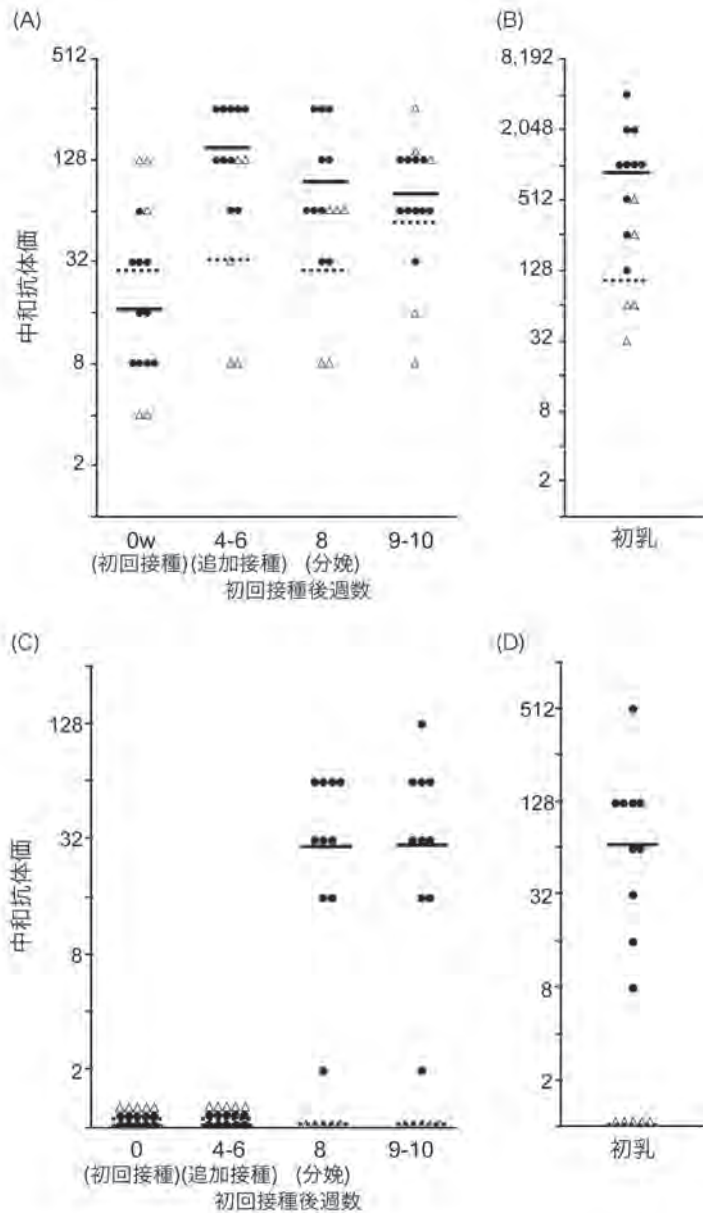 (A)
512
128
32
8
2
中和抗体価
0w
4-6
8
9-10
(初回接種)
(追加接種)
(分娩)
初回接種後週数
(B)
8,192
2,048
512
128
32
8
2
初乳
(C)
128
32
8
2
中和抗体価
0
4-6
8
9-10
(初回接種)
(追加接種)
(分娩)
初回接種後週数
(D)
512
128
32
8
2
初乳